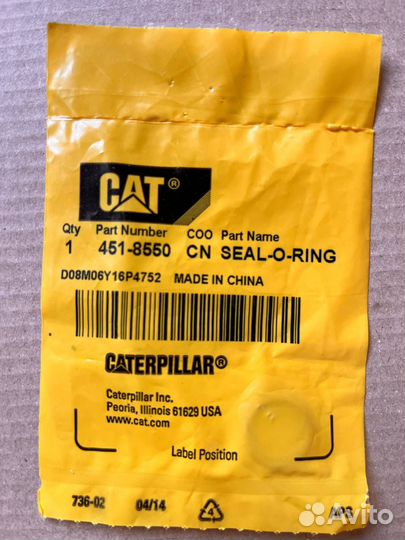 CAT®
Qty Part Number COO Part Name
1 451-8550 CN SEAL-O-RING
D08M06Y16P4752 MADE IN CHINA
CATERPILLAR®
Caterpillar Inc.
Peoria, Illinois 61629 USA
www.cat.com
Label Position
736-02 04/14 4 APS
Avito